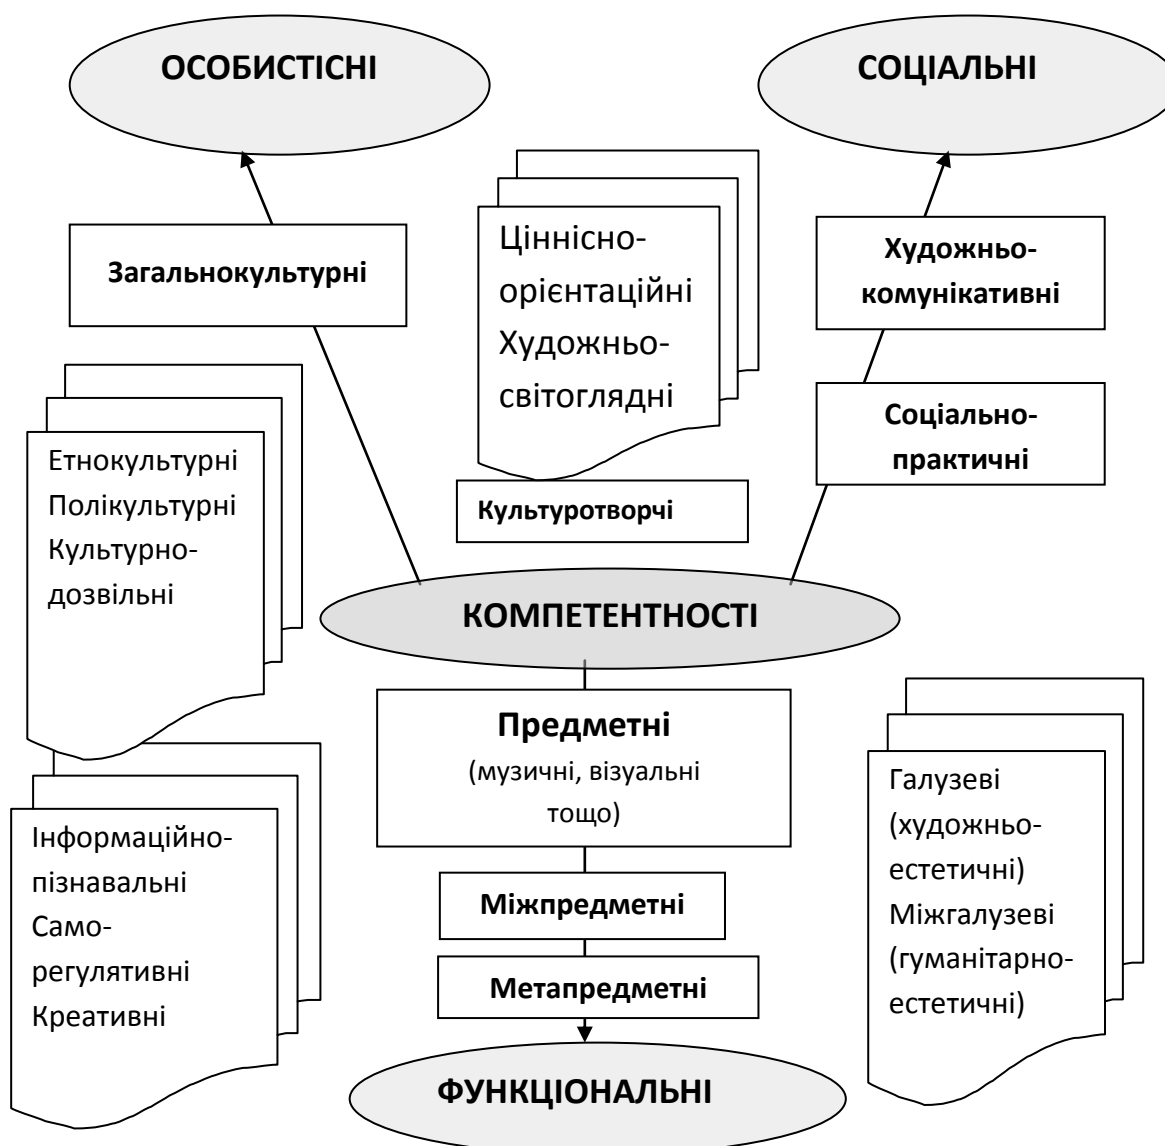 ОСОБИСТІСНІ
СОЦІАЛЬНІ
Загальнокультурні
Ціннісно-
орієнтаційні
Художньо-
світоглядні
Художньо-
комунікативні
Соціально-
практичні
Етнокультурні
Полікультурні
Культурно-
дозвільні
Культуротворчі
КОМПЕТЕНТНОСТІ
Предметні
(музичні, візуальні
тощо)
Міжпредметні
Метапредметні
Інформаційно-
пізнавальні
Само-
регулятивні
Креативні
Галузеві
(художньо-
естетичні)
Міжгалузеві
(гуманітарно-
естетичні)
ФУНКЦІОНАЛЬНІ